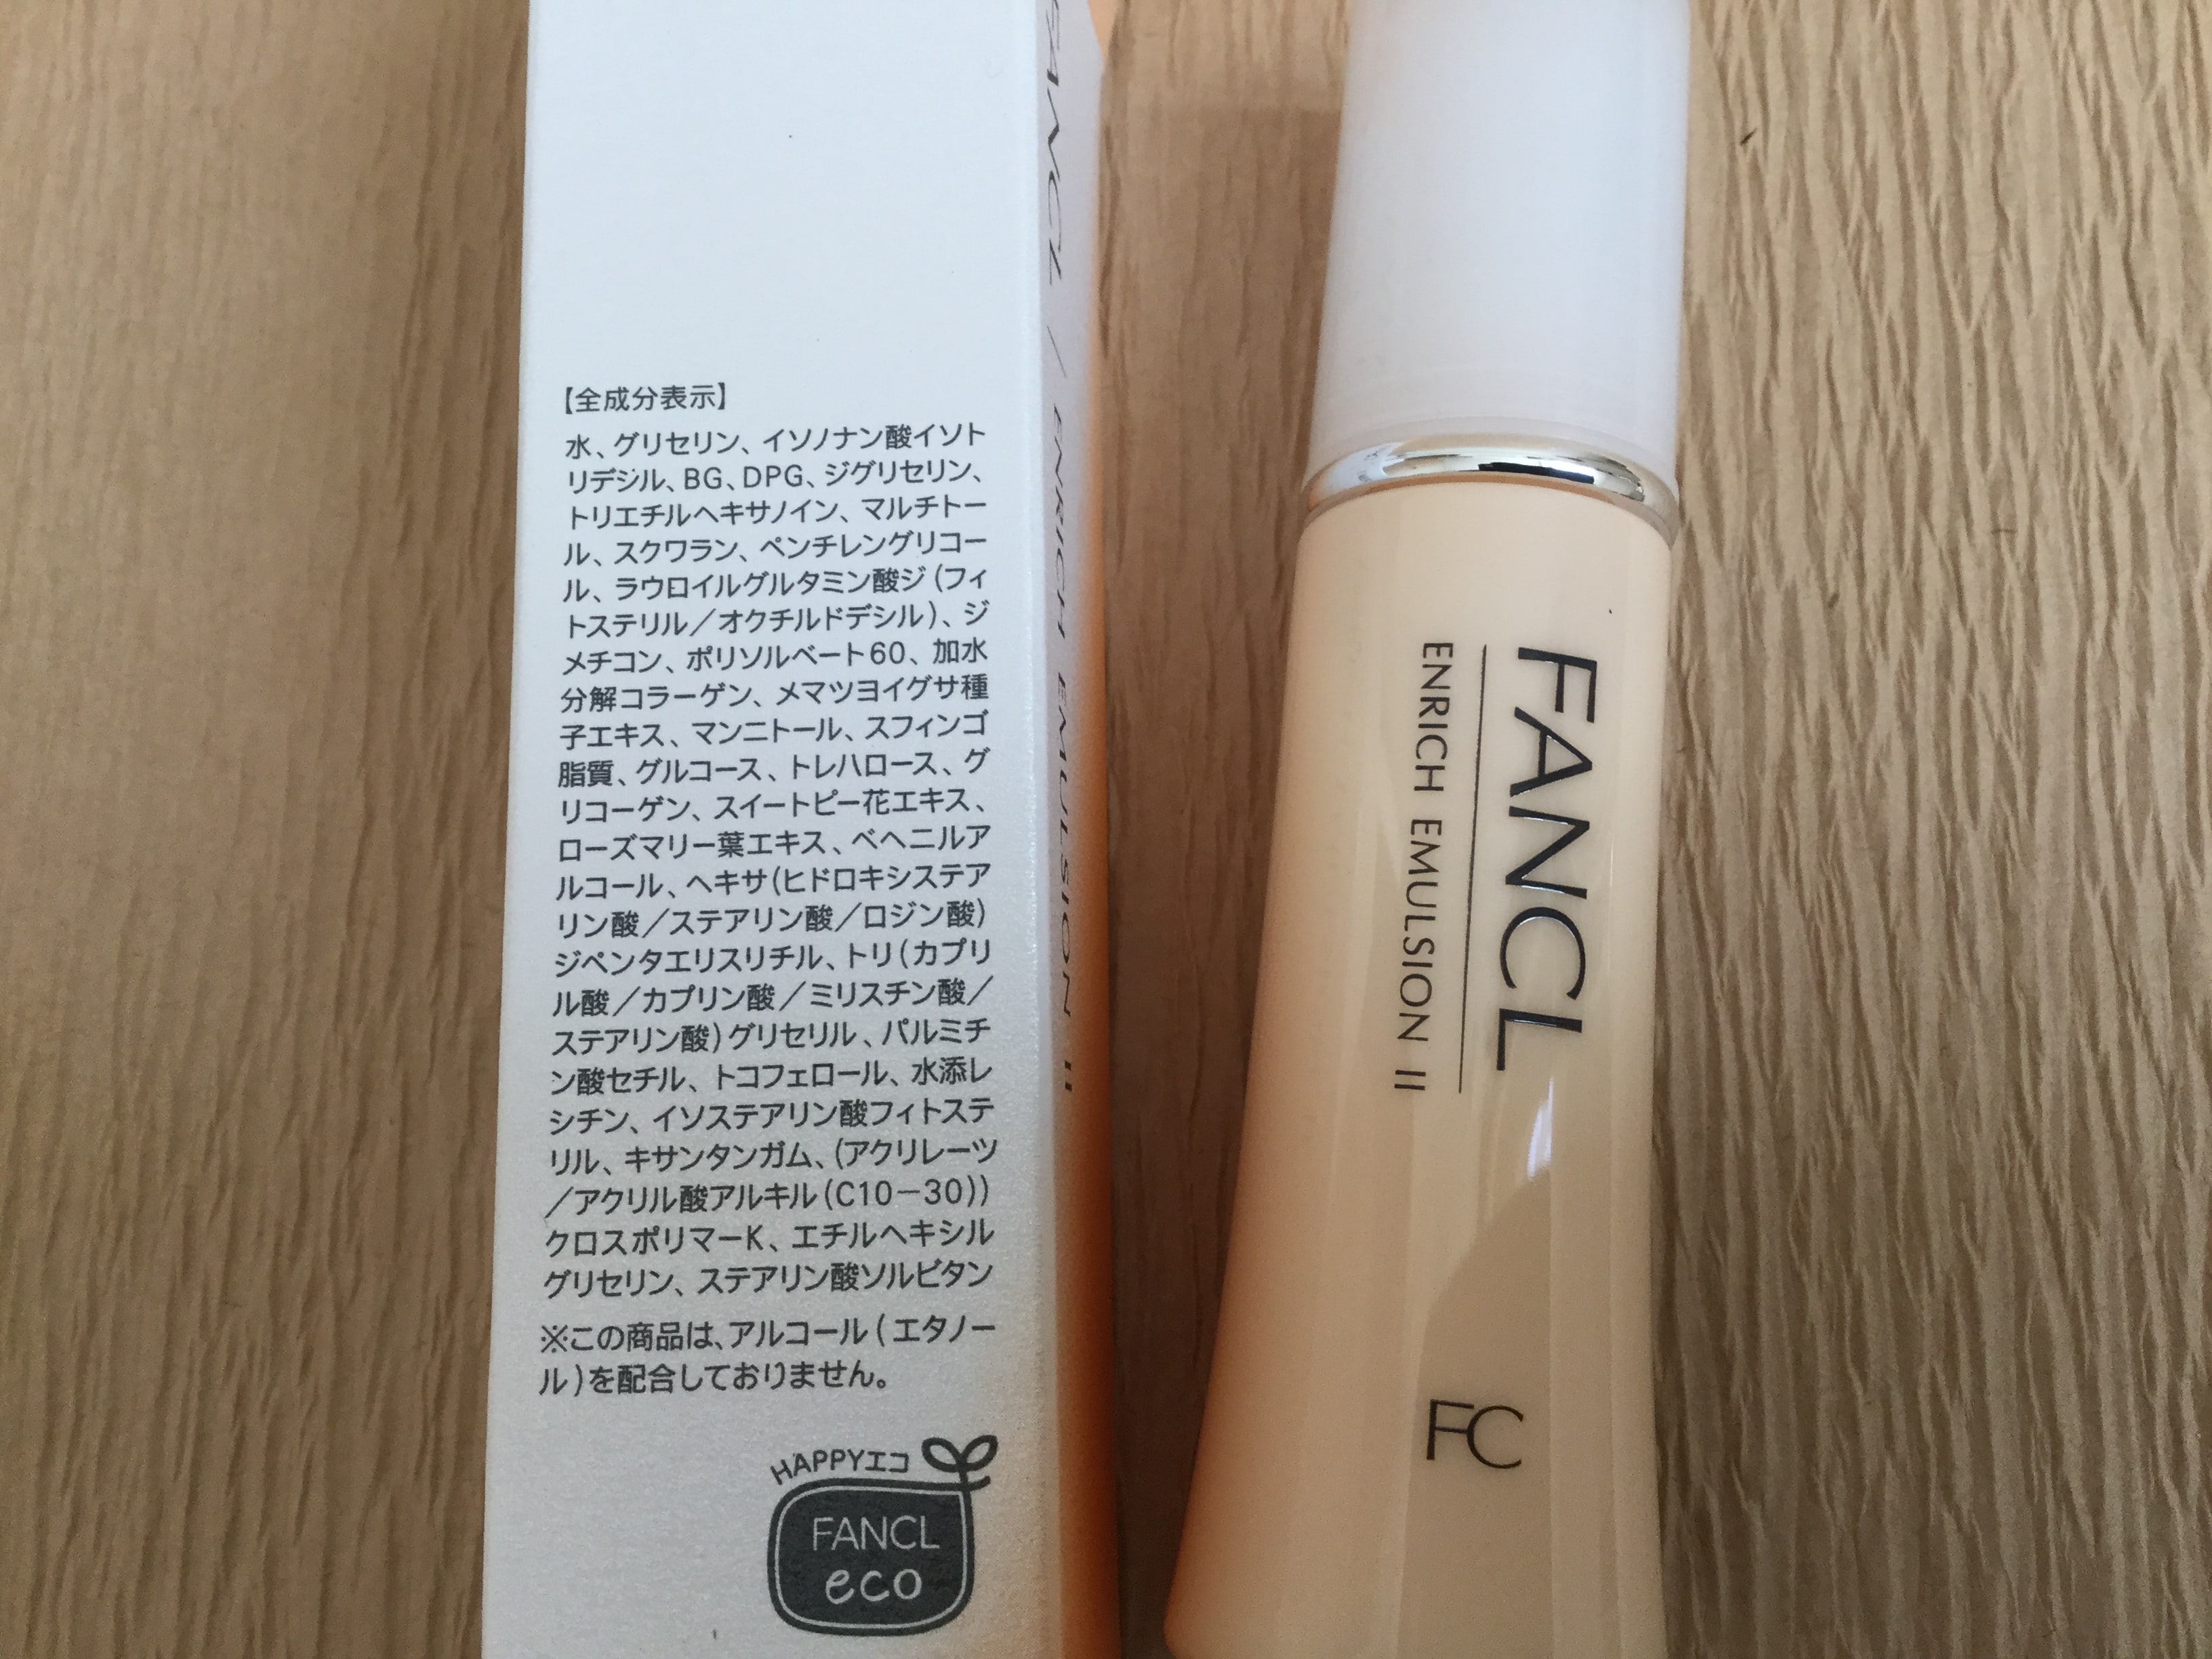 【全成分表示】
水、グリセリン、イソノナン酸イソト
リデシル、BG、DPG、ジグリセリン、
トリエチルヘキサノイン、マルチトー
ル、スクワラン、ペンチレングリコー
ル、ラウロイルグルタミン酸ジ(フィ
トステリル/オクチルドデシル)、ジ
メチコン、ポリソルベート60、加水
分解コラーゲン、メマツヨイグサ種
子エキス、マンニトール、スフィンゴ
脂質、グルコース、トレハロース、グ
リコーゲン、スイートピー花エキス、
ローズマリー葉エキス、ベヘニルア
ルコール、ヘキサ(ヒドロキシステア
リン酸/ステアリン酸/ロジン酸)
ジペンタエリスリチル、トリ(カプリ
ル酸/カプリン酸/ミリスチン酸/
ステアリン酸)グリセリル、パルミチ
ン酸セチル、トコフェロール、水添レ
シチン、イソステアリン酸フィトステ
リル、キサンタンガム、(アクリレーツ
/アクリル酸アルキル(C10-30))
クロスポリマーK、エチルヘキシル
グリセリン、ステアリン酸ソルビタン
※この商品は、アルコール(エタノー
ル)を配合しておりません。
HAPPYエコ
FANCL
eco
FANCL / ENRICH EMULSION II
FANCL
ENRICH EMULSION II
FC